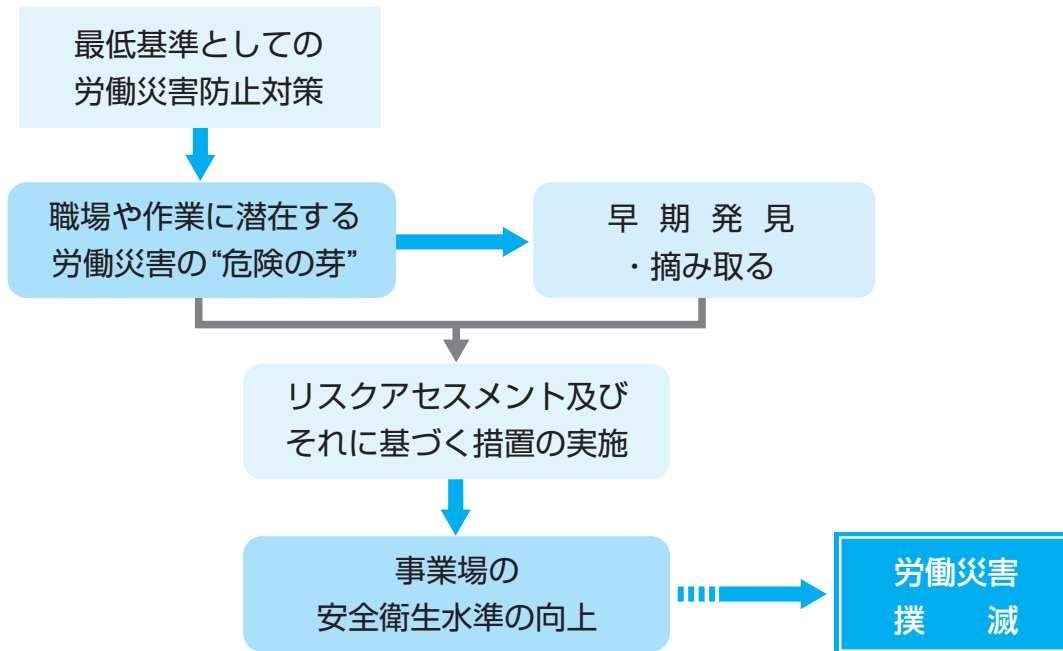 最低基準としての
労働災害防止対策
職場や作業に潜在する
労働災害の“危険の芽”
早 期 発 見
・摘み取る
リスクアセスメント及び
それに基づく措置の実施
事業場の
安全衛生水準の向上
労働災害
撲　　滅